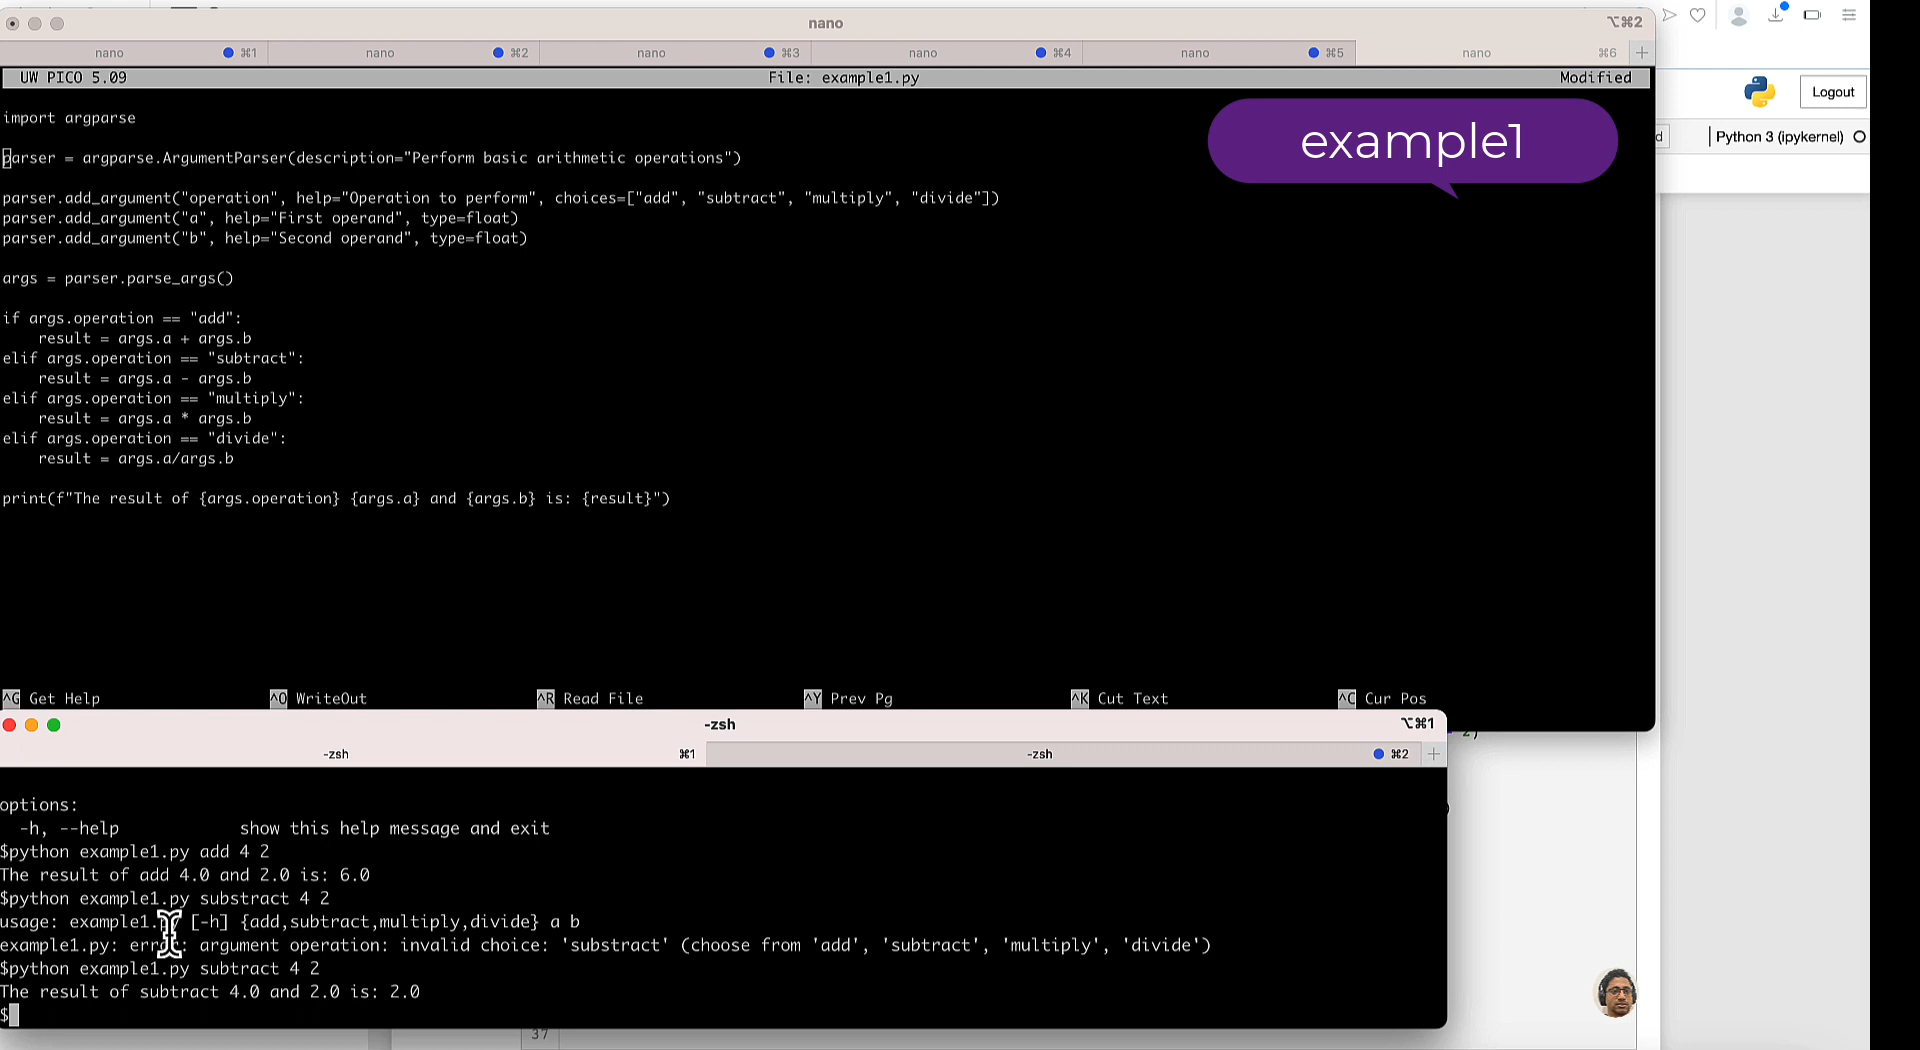 nano
⌥⌘2
nano ⌘1 nano ⌘2 nano ⌘3 nano ⌘4 nano ⌘5 nano ⌘6 +
UW PICO 5.09 File: example1.py Modified
Logout
example1
Python 3 (ipykernel)
import argparse
parser = argparse.ArgumentParser(description="Perform basic arithmetic operations")
parser.add_argument("operation", help="Operation to perform", choices=["add", "subtract", "multiply", "divide"])
parser.add_argument("a", help="First operand", type=float)
parser.add_argument("b", help="Second operand", type=float)
args = parser.parse_args()
if args.operation == "add":
    result = args.a + args.b
elif args.operation == "subtract":
    result = args.a - args.b
elif args.operation == "multiply":
    result = args.a * args.b
elif args.operation == "divide":
    result = args.a/args.b
print(f"The result of {args.operation} {args.a} and {args.b} is: {result}")
^G Get Help ^O WriteOut ^R Read File ^Y Prev Pg ^K Cut Text ^C Cur Pos
-zsh
⌥⌘1
-zsh ⌘1 -zsh ⌘2 +
options:
  -h, --help            show this help message and exit
$python example1.py add 4 2
The result of add 4.0 and 2.0 is: 6.0
$python example1.py substract 4 2
usage: [-h] {add,subtract,multiply,divide} a b
example1.py: argument operation: invalid choice: 'substract' (choose from 'add', 'subtract', 'multiply', 'divide')
$python example1.py subtract 4 2
The result of subtract 4.0 and 2.0 is: 2.0
$
37